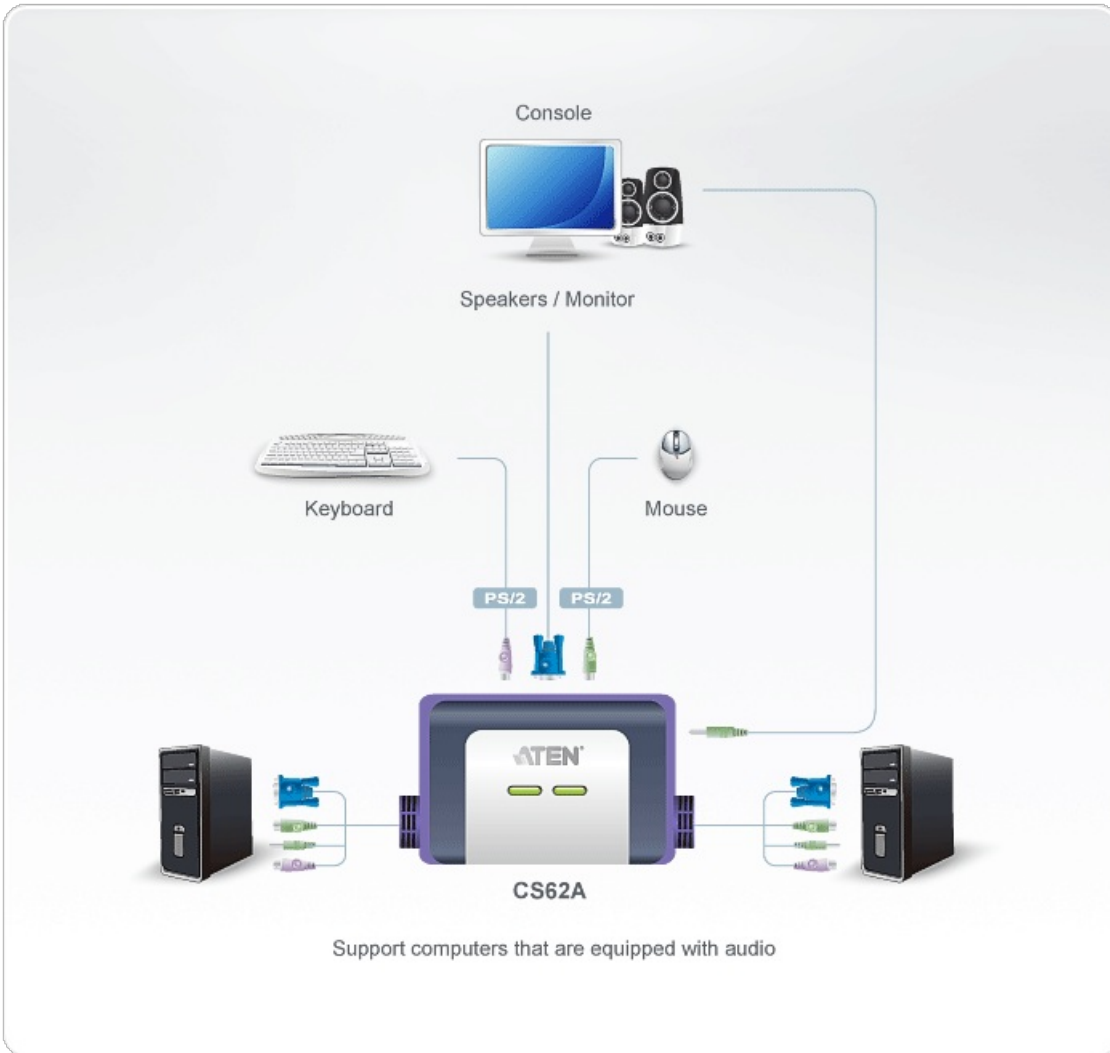 Console
Speakers / Monitor
Keyboard
Mouse
PS/2
PS/2
ATEN
CS62A
Support computers that are equipped with audio